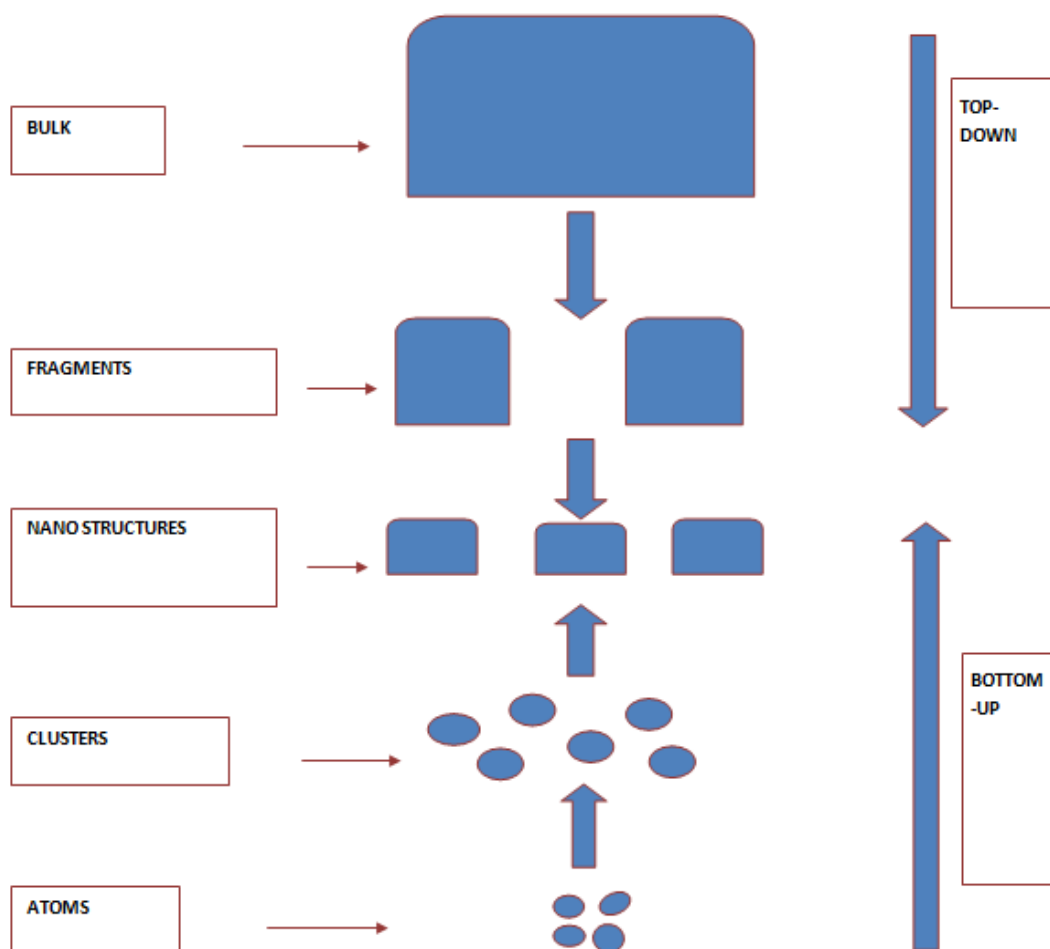 BULK
TOP-
DOWN
FRAGMENTS
NANO STRUCTURES
CLUSTERS
BOTTOM
-UP
ATOMS